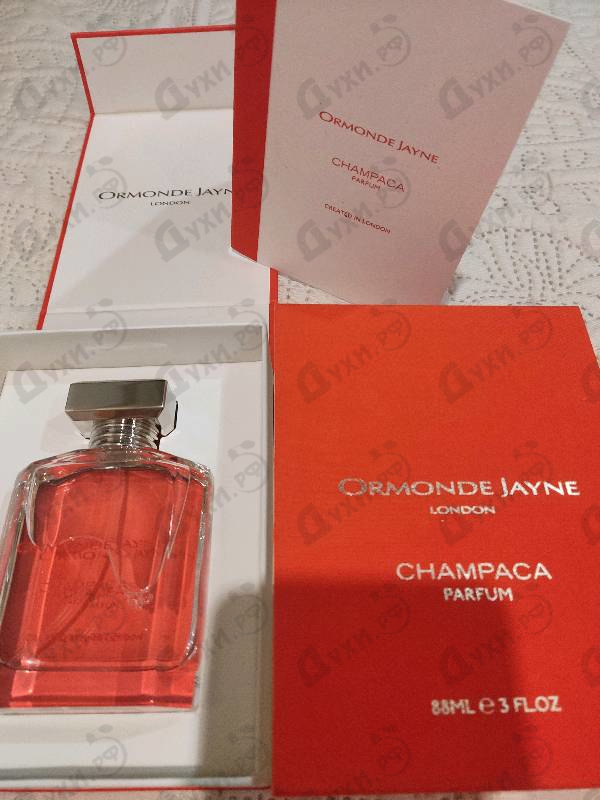 ORMONDE JAYNE
CHAMPACA
PARFUM
CREATED IN LONDON
ORMONDE JAYN
LONDON
ORMONDE JAYNE
LONDON
CHAMPACA
PARFUM
88ML e 3 FL.OZ
Духи.РФ